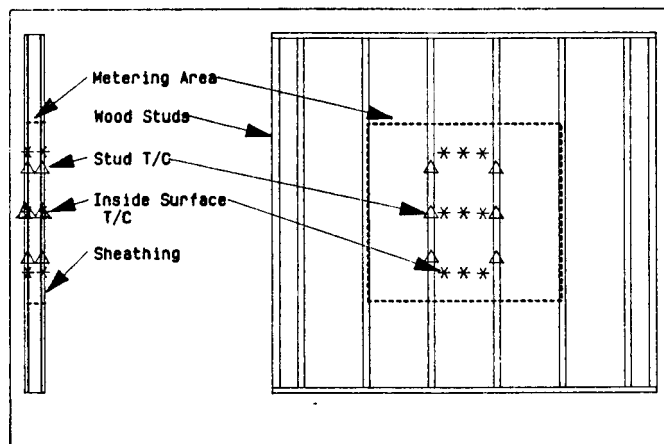 Metering Area
Wood Studs
Stud T/C
Inside Surface
T/C
Sheathing